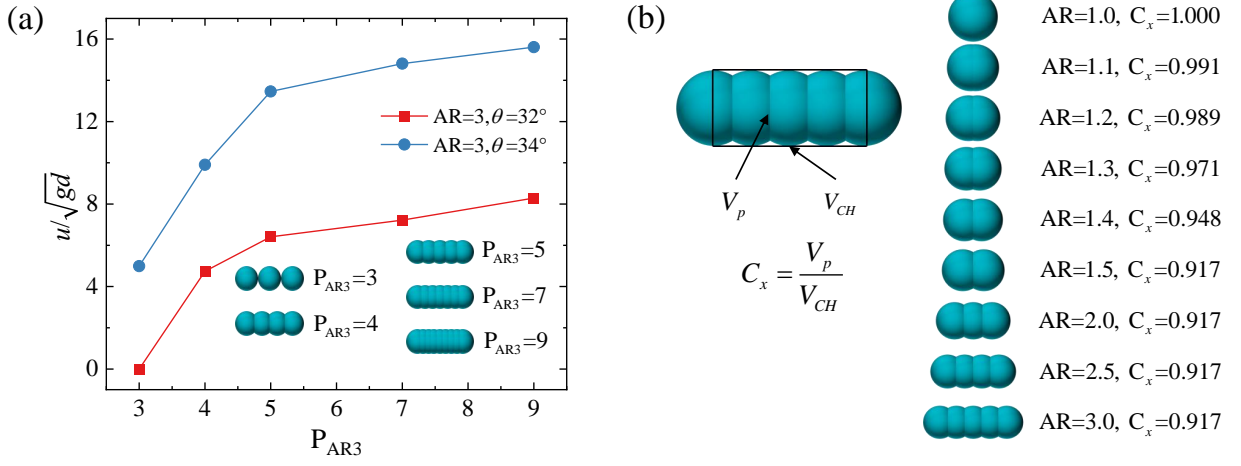 (a)
16
12
8
4
0
u/√gd
3 4 5 6 7 8 9
P_AR3
AR=3,θ=32°
AR=3,θ=34°
P_AR3=3
P_AR3=4
P_AR3=5
P_AR3=7
P_AR3=9
(b)
V_p
V_CH
C_x = V_p / V_CH
AR=1.0, C_x=1.000
AR=1.1, C_x=0.991
AR=1.2, C_x=0.989
AR=1.3, C_x=0.971
AR=1.4, C_x=0.948
AR=1.5, C_x=0.917
AR=2.0, C_x=0.917
AR=2.5, C_x=0.917
AR=3.0, C_x=0.917